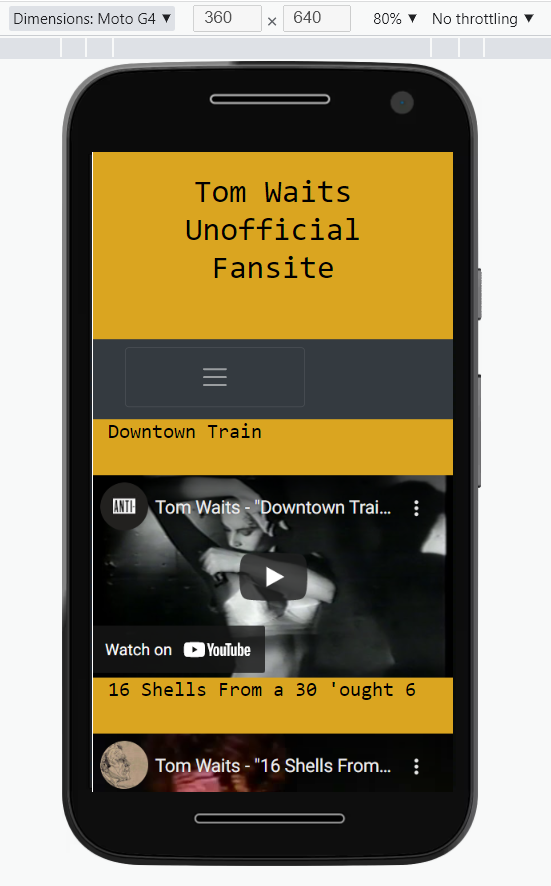 Dimensions: Moto G4 ▼ 360 × 640 80% ▼ No throttling ▼
Tom Waits
Unofficial
Fansite
Downtown Train
ANTI-
Tom Waits - "Downtown Trai...
Watch on YouTube
16 Shells From a 30 'ought 6
Tom Waits - "16 Shells From...